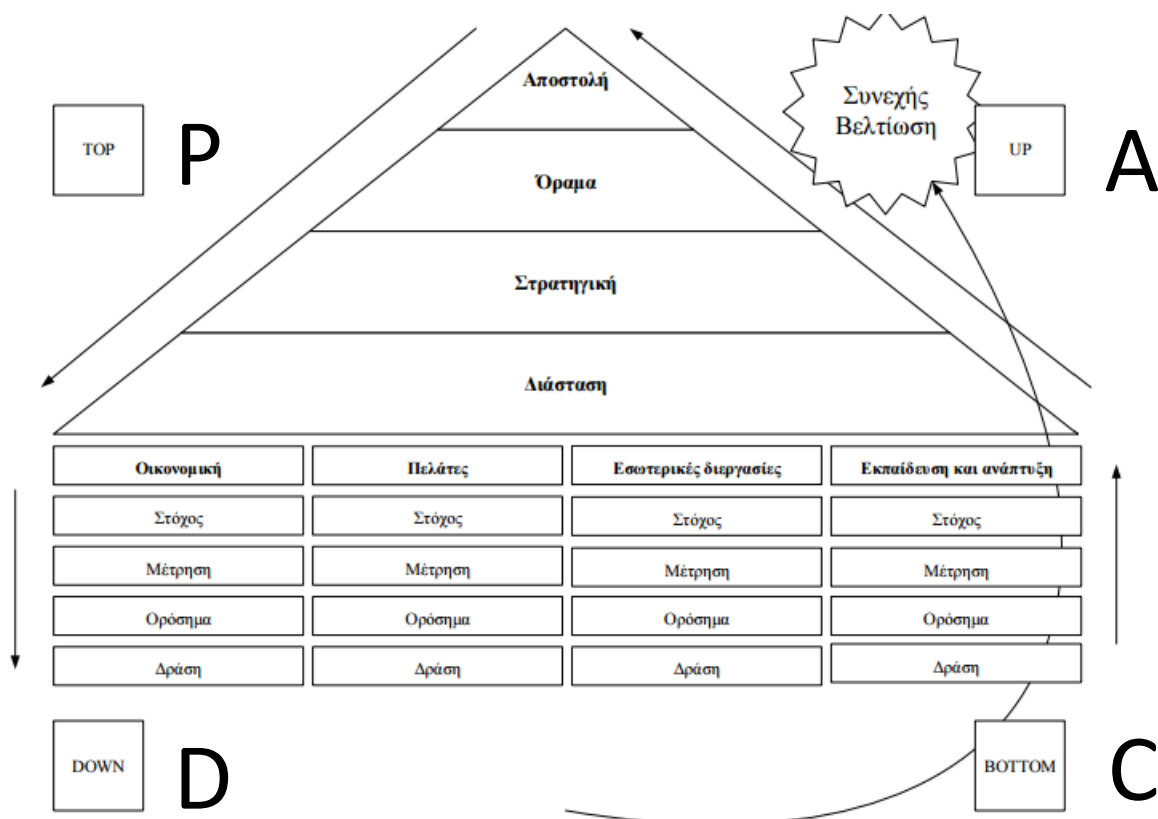 Αποστολή
Συνεχής
Βελτίωση
TOP
P
UP
A
Όραμα
Στρατηγική
Διάσταση
Οικονομική
Πελάτες
Εσωτερικές διεργασίες
Εκπαίδευση και ανάπτυξη
Στόχος
Στόχος
Στόχος
Στόχος
Μέτρηση
Μέτρηση
Μέτρηση
Μέτρηση
Ορόσημα
Ορόσημα
Ορόσημα
Ορόσημα
Δράση
Δράση
Δράση
Δράση
DOWN
D
BOTTOM
C